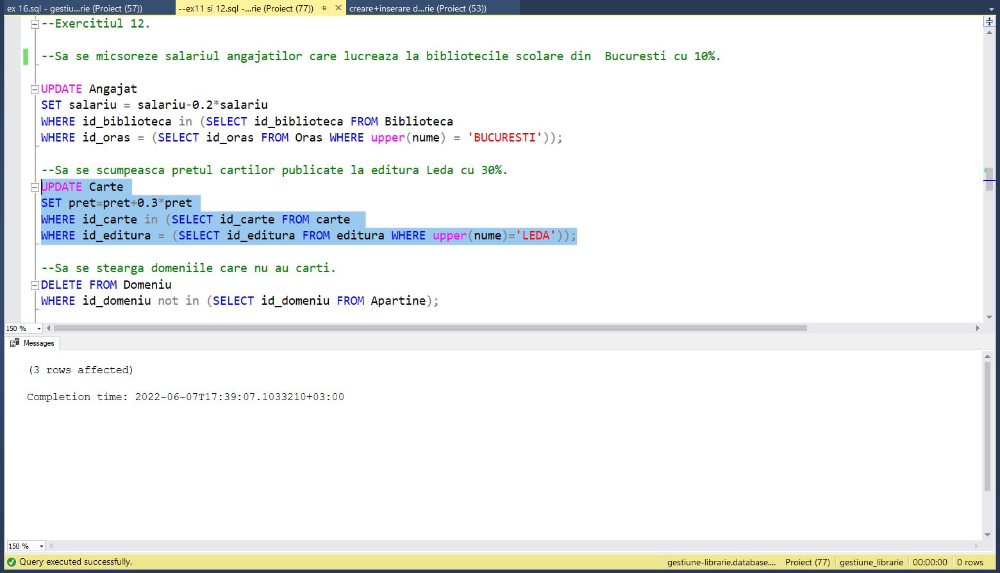 ex 16.sql - gestiu...rie (Proiect (57))
--ex11 si 12.sql -...rie (Proiect (77))
creare+inserare d...rie (Proiect (53))
--Exercitiul 12.
--Sa se micsoreze salariul angajatilor care lucreaza la bibliotecile scolare din  Bucuresti cu 10%.
UPDATE Angajat
SET salariu = salariu-0.2*salariu
WHERE id_biblioteca in (SELECT id_biblioteca FROM Biblioteca
WHERE id_oras = (SELECT id_oras FROM Oras WHERE upper(nume) = 'BUCURESTI'));
--Sa se scumpeasca pretul cartilor publicate la editura Leda cu 30%.
UPDATE Carte
SET pret=pret+0.3*pret
WHERE id_carte in (SELECT id_carte FROM carte
WHERE id_editura = (SELECT id_editura FROM editura WHERE upper(nume)='LEDA'));
--Sa se stearga domeniile care nu au carti.
DELETE FROM Domeniu
WHERE id_domeniu not in (SELECT id_domeniu FROM Apartine);
150 %
Messages
(3 rows affected)
Completion time: 2022-06-07T17:39:07.1033210+03:00
150 %
Query executed successfully.
gestiune-librarie.database....
Proiect (77)
gestiune_librarie
00:00:00
0 rows